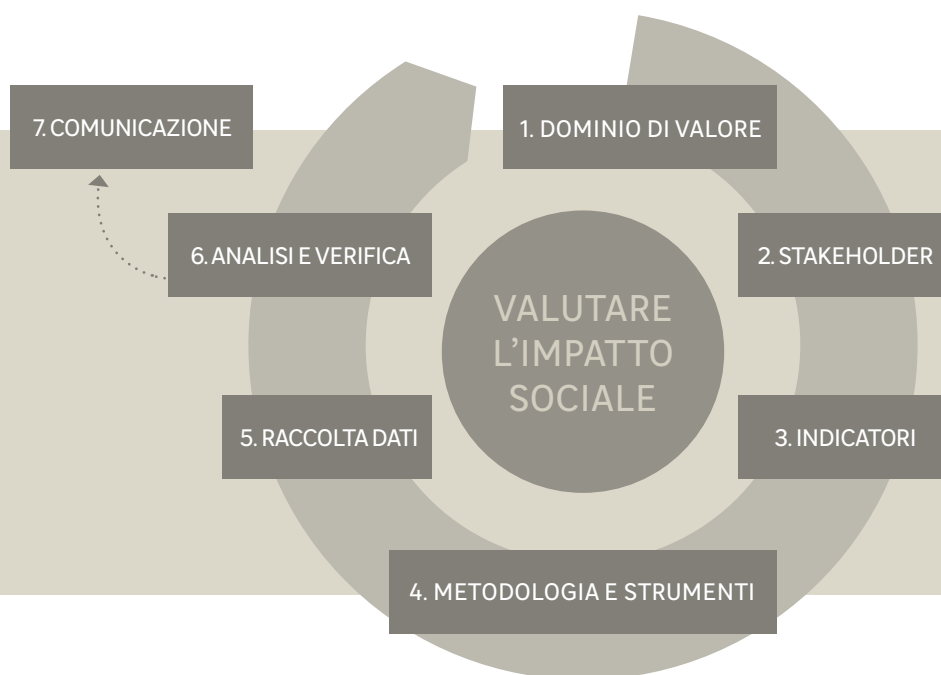 1. DOMINIO DI VALORE
2. STAKEHOLDER
3. INDICATORI
4. METODOLOGIA E STRUMENTI
5. RACCOLTA DATI
6. ANALISI E VERIFICA
7. COMUNICAZIONE
VALUTARE
L’IMPATTO
SOCIALE